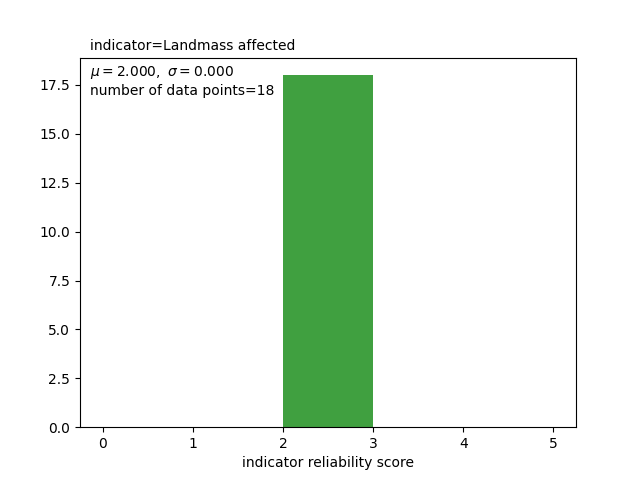 indicator=Landmass affected
μ = 2.000, σ = 0.000
number of data points=18
17.5
15.0
12.5
10.0
7.5
5.0
2.5
0.0
0 1 2 3 4 5
indicator reliability score